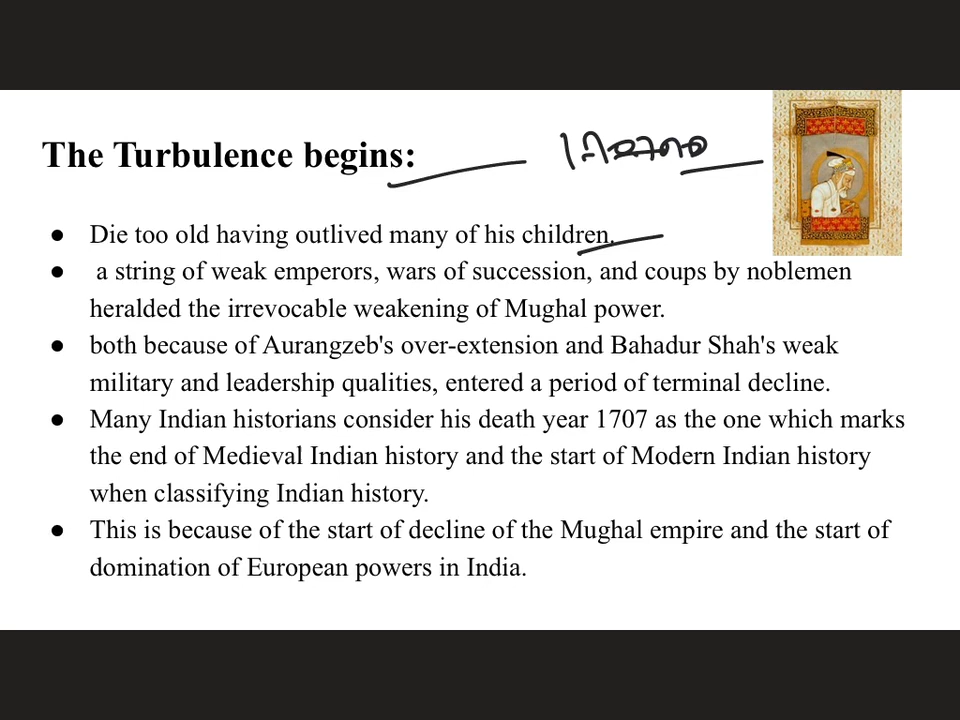 The Turbulence begins:
● Die too old having outlived many of his children.
● a string of weak emperors, wars of succession, and coups by noblemen
heralded the irrevocable weakening of Mughal power.
● both because of Aurangzeb's over-extension and Bahadur Shah's weak
military and leadership qualities, entered a period of terminal decline.
● Many Indian historians consider his death year 1707 as the one which marks
the end of Medieval Indian history and the start of Modern Indian history
when classifying Indian history.
● This is because of the start of decline of the Mughal empire and the start of
domination of European powers in India.